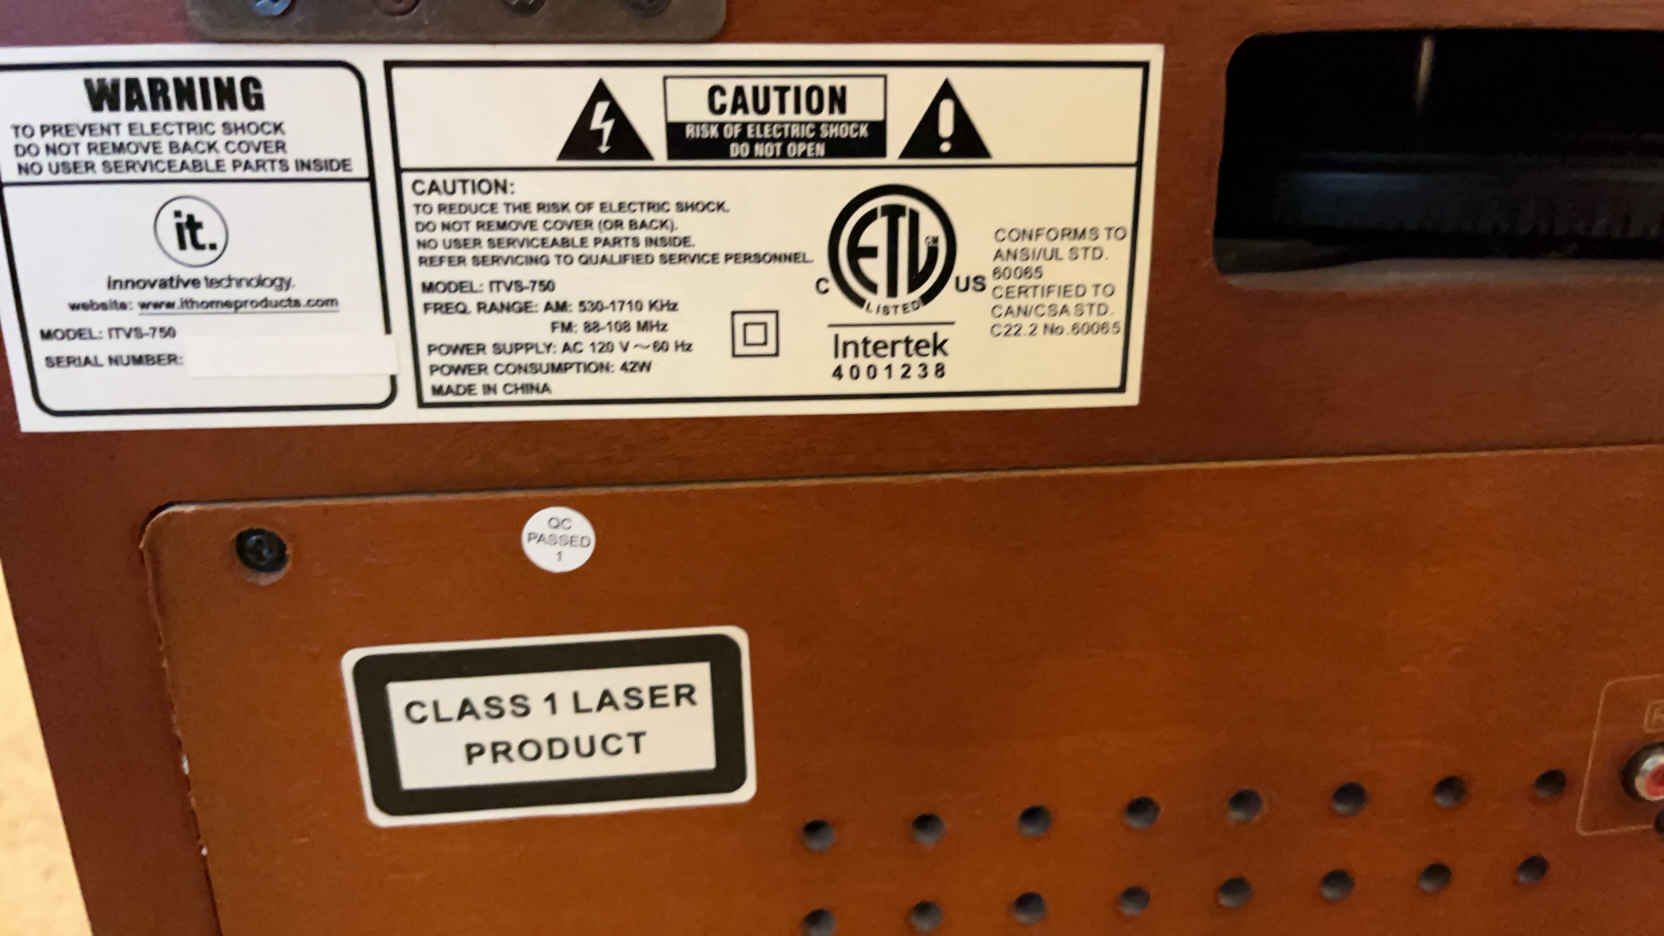 WARNING
TO PREVENT ELECTRIC SHOCK
DO NOT REMOVE BACK COVER
NO USER SERVICEABLE PARTS INSIDE
it.
innovative technology.
website: www.ithomeproducts.com
MODEL: ITVS-750
SERIAL NUMBER:
CAUTION
RISK OF ELECTRIC SHOCK
DO NOT OPEN
CAUTION:
TO REDUCE THE RISK OF ELECTRIC SHOCK.
DO NOT REMOVE COVER (OR BACK).
NO USER SERVICEABLE PARTS INSIDE.
REFER SERVICING TO QUALIFIED SERVICE PERSONNEL.
MODEL: ITVS-750
FREQ. RANGE: AM: 530-1710 KHz
FM: 88-108 MHz
POWER SUPPLY: AC 120 V ~ 60 Hz
POWER CONSUMPTION: 42W
MADE IN CHINA
ETL CM
C US
LISTED
Intertek
4001238
CONFORMS TO
ANSI/UL STD.
60065
CERTIFIED TO
CAN/CSA STD.
C22.2 No.60065
QC
PASSED
1
CLASS 1 LASER
PRODUCT